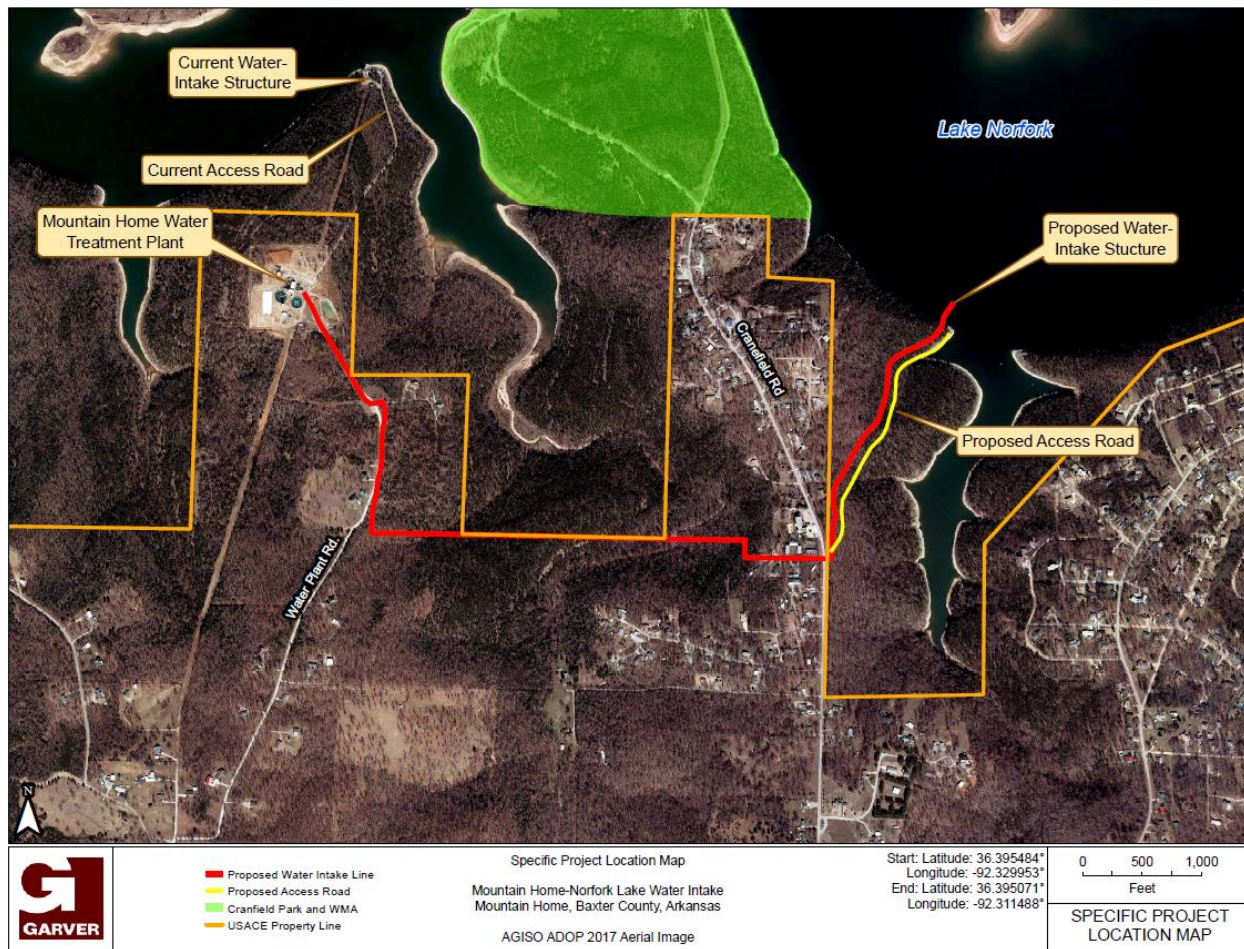 Current Water-
Intake Structure
Current Access Road
Mountain Home Water
Treatment Plant
Lake Norfork
Proposed Water-
Intake Stucture
Cranefield Rd
Proposed Access Road
Water Plant Rd.
N
G
GARVER
Proposed Water Intake Line
Proposed Access Road
Cranfield Park and WMA
USACE Property Line
Specific Project Location Map
Mountain Home-Norfork Lake Water Intake
Mountain Home, Baxter County, Arkansas
AGISO ADOP 2017 Aerial Image
Start: Latitude: 36.395484°
Longitude: -92.329953°
End: Latitude: 36.395071°
Longitude: -92.311488°
0 500 1,000
Feet
SPECIFIC PROJECT
LOCATION MAP